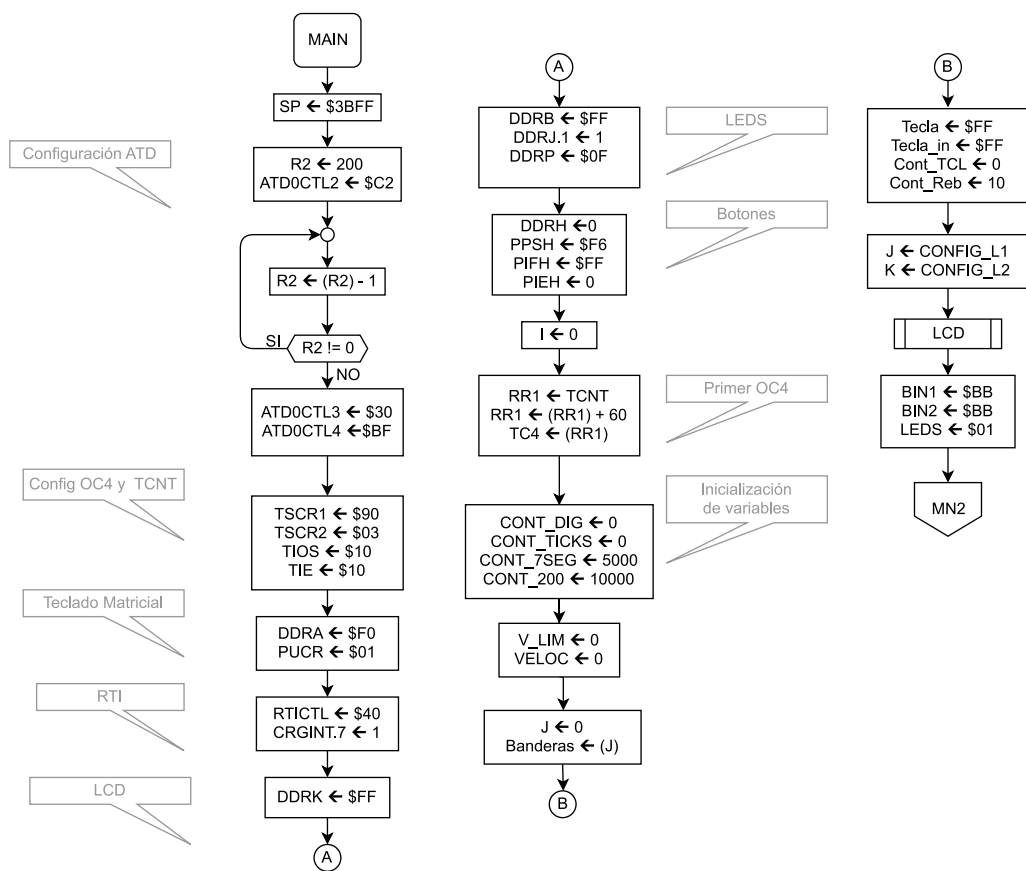 MAIN
SP ← $3BFF
Configuración ATD
R2 ← 200
ATD0CTL2 ← $C2
R2 ← (R2) - 1
SI
R2 != 0
NO
ATD0CTL3 ← $30
ATD0CTL4 ←$BF
Config OC4 y TCNT
TSCR1 ← $90
TSCR2 ← $03
TIOS ← $10
TIE ← $10
Teclado Matricial
DDRA ← $F0
PUCR ← $01
RTI
RTICTL ← $40
CRGINT.7 ← 1
LCD
DDRK ← $FF
A
A
DDRB ← $FF
DDRJ.1 ← 1
DDRP ← $0F
LEDS
DDRH ←0
PPSH ← $F6
PIFH ← $FF
PIEH ← 0
Botones
I ← 0
RR1 ← TCNT
RR1 ← (RR1) + 60
TC4 ← (RR1)
Primer OC4
CONT_DIG ← 0
CONT_TICKS ← 0
CONT_7SEG ← 5000
CONT_200 ← 10000
Inicialización
de variables
V_LIM ← 0
VELOC ← 0
J ← 0
Banderas ← (J)
B
B
Tecla ← $FF
Tecla_in ← $FF
Cont_TCL ← 0
Cont_Reb ← 10
J ← CONFIG_L1
K ← CONFIG_L2
LCD
BIN1 ← $BB
BIN2 ← $BB
LEDS ← $01
MN2